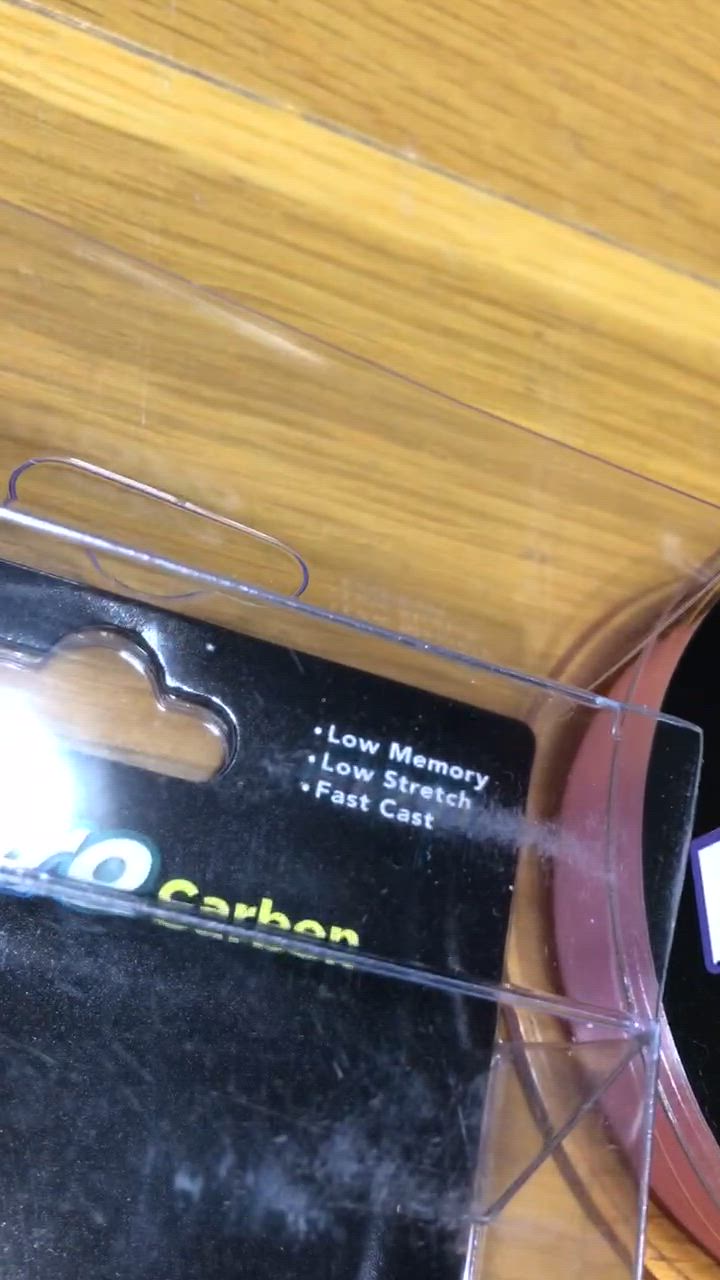 • Low Memory
• Low Stretch
• Fast Cast
Carbon